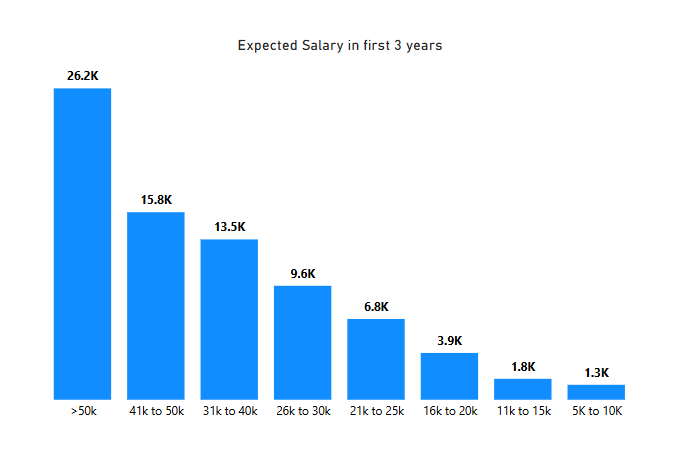 Expected Salary in first 3 years
26.2K
15.8K
13.5K
9.6K
6.8K
3.9K
1.8K
1.3K
>50k 41k to 50k 31k to 40k 26k to 30k 21k to 25k 16k to 20k 11k to 15k 5K to 10K